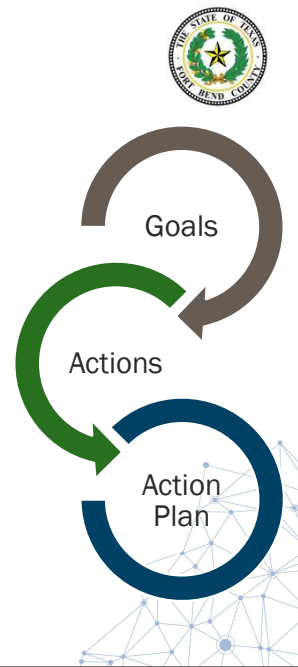 THE STATE OF TEXAS
FORT BEND COUNTY
Goals
Actions
Action
Plan